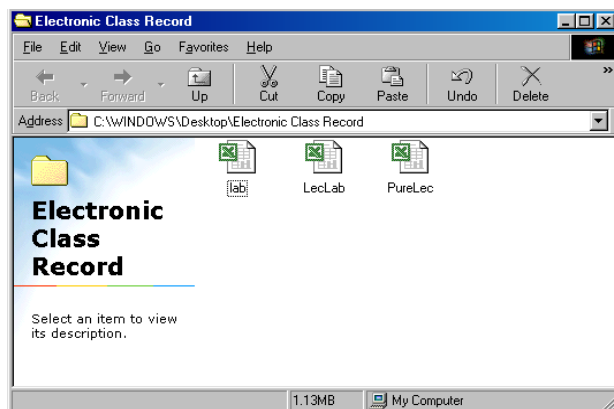 Electronic Class Record
File Edit View Go Favorites Help
Back Forward Up Cut Copy Paste Undo Delete »
Address C:\WINDOWS\Desktop\Electronic Class Record
lab LecLab PureLec
Electronic
Class
Record
Select an item to view
its description.
1.13MB My Computer